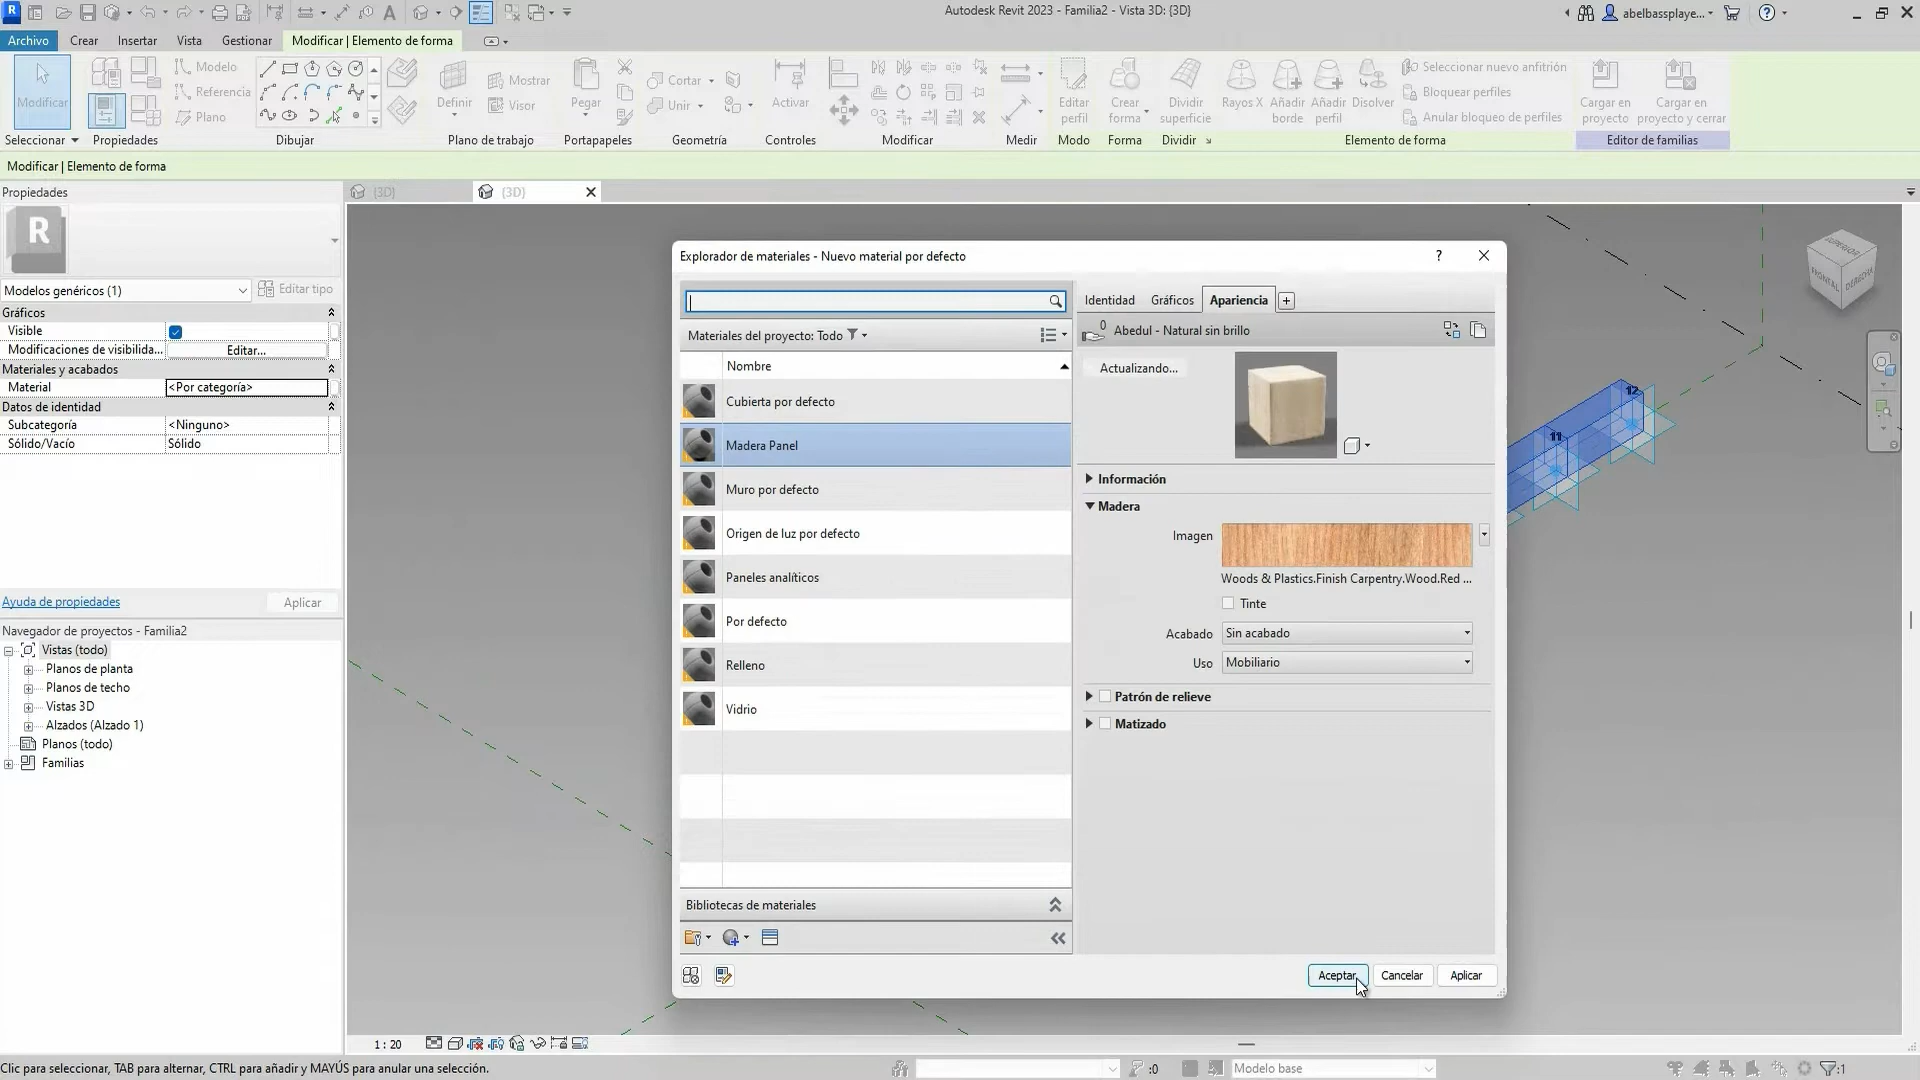 Autodesk Revit 2023 - Familia2 - Vista 3D: {3D}
abelbassplaye...
Archivo Crear Insertar Vista Gestionar Modificar | Elemento de forma
Modificar
Modelo
Referencia
Plano
Definir
Mostrar
Visor
Pegar
Cortar
Unir
Activar
Editar perfil
Crear forma
Dividir superficie
Rayos X
Añadir borde
Añadir perfil
Disolver
Seleccionar nuevo anfitrión
Bloquear perfiles
Anular bloqueo de perfiles
Cargar en proyecto
Cargar en proyecto y cerrar
Seleccionar Propiedades Dibujar Plano de trabajo Portapapeles Geometría Controles Modificar Medir Modo Forma Dividir Elemento de forma Editor de familias
Modificar | Elemento de forma
Propiedades
{3D}
{3D}
R
Modelos genéricos (1)
Editar tipo
Gráficos
Visible
Modificaciones de visibilida... Editar...
Materiales y acabados
Material <Por categoría>
Datos de identidad
Subcategoría <Ninguno>
Sólido/Vacío Sólido
Ayuda de propiedades
Aplicar
Navegador de proyectos - Familia2
Vistas (todo)
Planos de planta
Planos de techo
Vistas 3D
Alzados (Alzado 1)
Planos (todo)
Familias
Explorador de materiales - Nuevo material por defecto
?
Materiales del proyecto: Todo
Nombre
Cubierta por defecto
Madera Panel
Muro por defecto
Origen de luz por defecto
Paneles analíticos
Por defecto
Relleno
Vidrio
Bibliotecas de materiales
Identidad Gráficos Apariencia
0
Abedul - Natural sin brillo
Actualizando...
Información
Madera
Imagen
Woods & Plastics.Finish Carpentry.Wood.Red ...
Tinte
Acabado Sin acabado
Uso Mobiliario
Patrón de relieve
Matizado
Aceptar Cancelar Aplicar
SUPERIOR
FRONTAL
DERECHA
11
12
1 : 20
Clic para seleccionar, TAB para alternar, CTRL para añadir y MAYÚS para anular una selección.
:0
Modelo base
:1